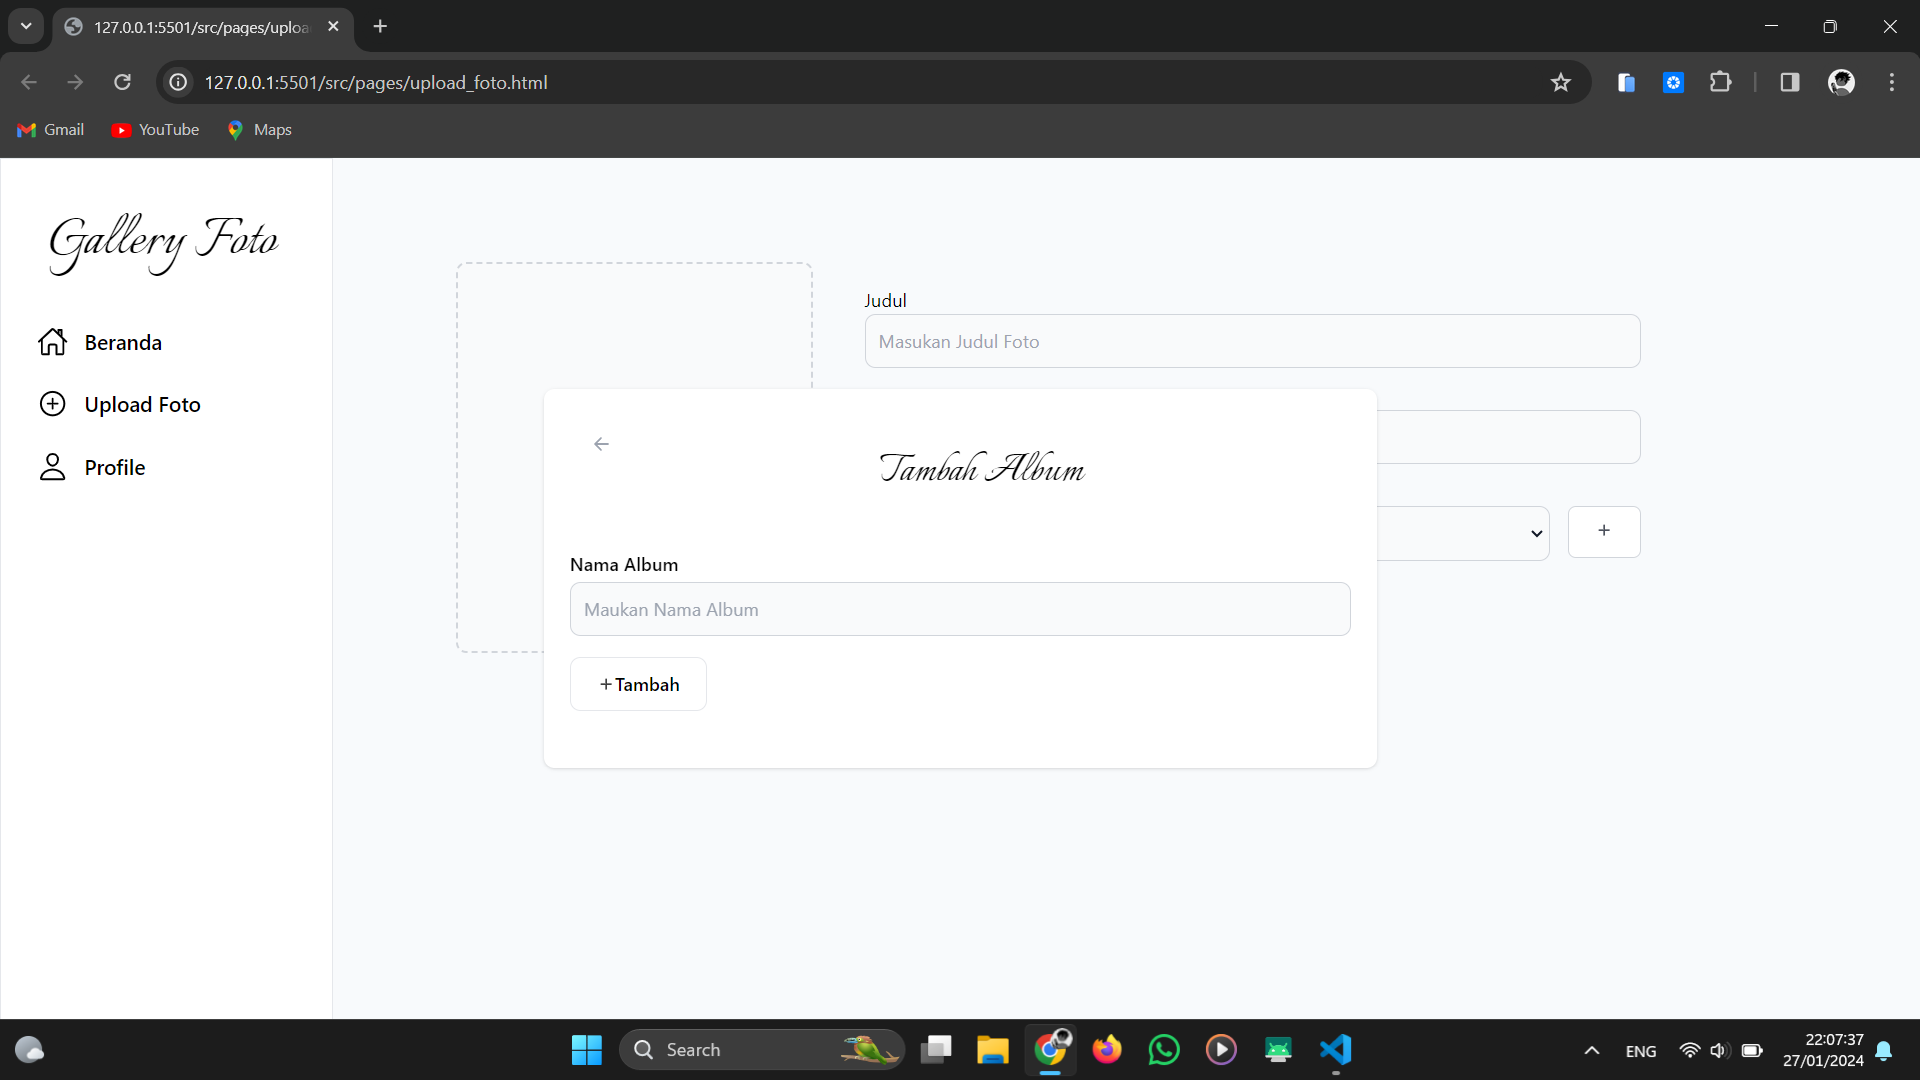 127.0.0.1:5501/src/pages/uploa
127.0.0.1:5501/src/pages/upload_foto.html
Gmail
YouTube
Maps
Gallery Foto
Beranda
Upload Foto
Profile
Judul
Masukan Judul Foto
+
Tambah Album
Nama Album
Maukan Nama Album
+Tambah
Search
ENG
22:07:37
27/01/2024